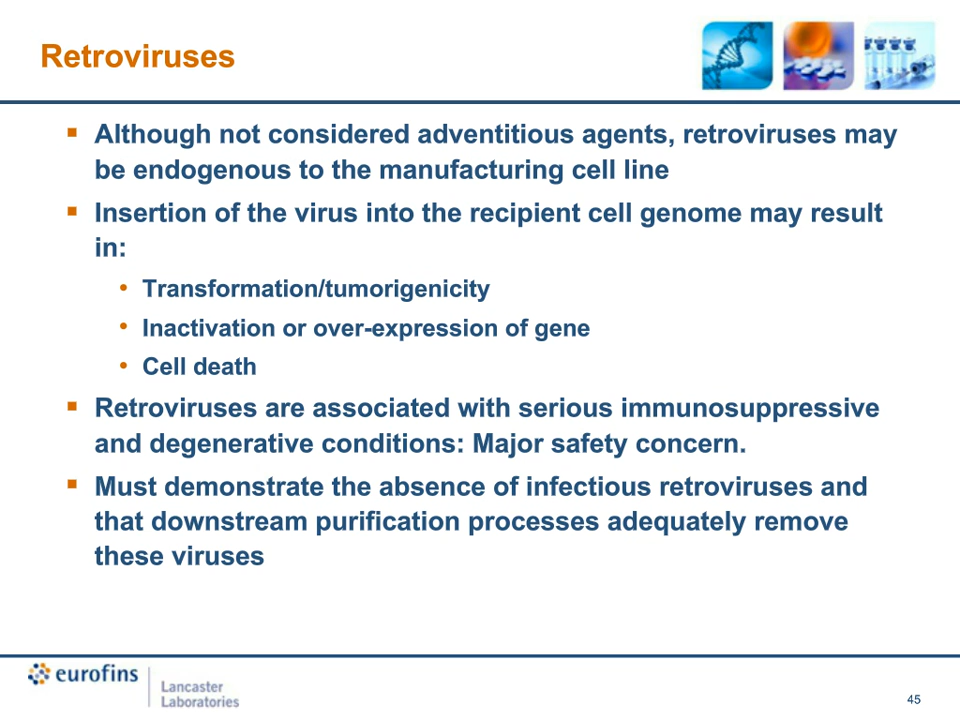 Retroviruses
▪ Although not considered adventitious agents, retroviruses may
be endogenous to the manufacturing cell line
▪ Insertion of the virus into the recipient cell genome may result
in:
• Transformation/tumorigenicity
• Inactivation or over-expression of gene
• Cell death
▪ Retroviruses are associated with serious immunosuppressive
and degenerative conditions: Major safety concern.
▪ Must demonstrate the absence of infectious retroviruses and
that downstream purification processes adequately remove
these viruses
eurofins
Lancaster
Laboratories
45